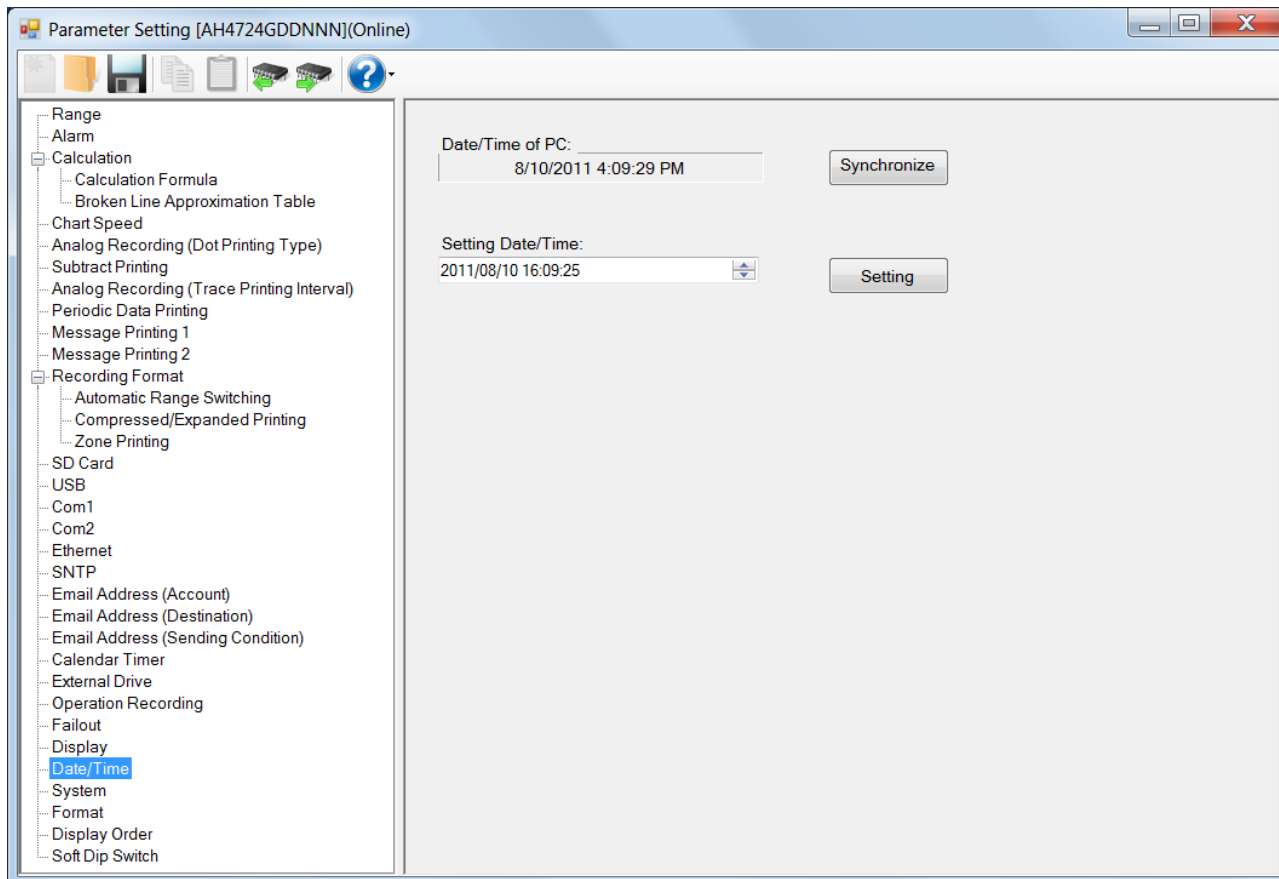 Parameter Setting [AH4724GDDNNN](Online)
Range
Alarm
Calculation
Calculation Formula
Broken Line Approximation Table
Chart Speed
Analog Recording (Dot Printing Type)
Subtract Printing
Analog Recording (Trace Printing Interval)
Periodic Data Printing
Message Printing 1
Message Printing 2
Recording Format
Automatic Range Switching
Compressed/Expanded Printing
Zone Printing
SD Card
USB
Com1
Com2
Ethernet
SNTP
Email Address (Account)
Email Address (Destination)
Email Address (Sending Condition)
Calendar Timer
External Drive
Operation Recording
Failout
Display
Date/Time
System
Format
Display Order
Soft Dip Switch
Date/Time of PC:
8/10/2011 4:09:29 PM
Synchronize
Setting Date/Time:
2011/08/10 16:09:25
Setting